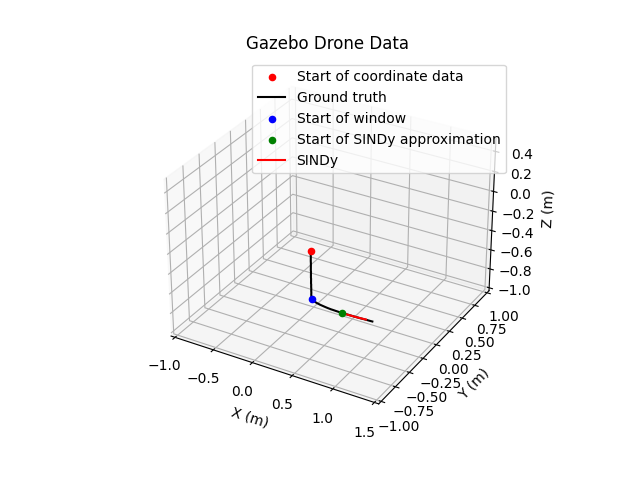 Gazebo Drone Data
Start of coordinate data
Ground truth
Start of window
Start of SINDy approximation
SINDy
0.4
0.2
0.0
−0.2
−0.4
−0.6
−0.8
−1.0
Z (m)
1.00
0.75
0.50
0.25
0.00
−0.25
−0.50
−0.75
−1.00
Y (m)
−1.0
−0.5
0.0
0.5
1.0
1.5
X (m)